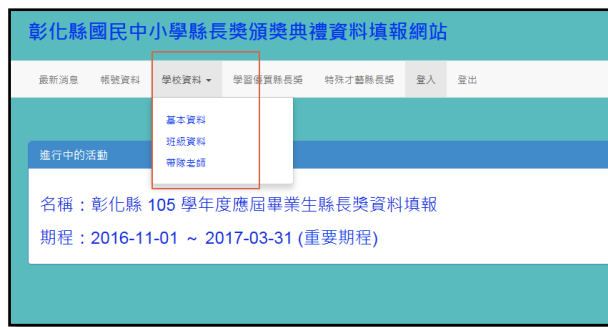 彰化縣國民中小學縣長獎頒獎典禮資料填報網站
最新消息 帳號資料 學校資料 學習優質縣長獎 特殊才藝縣長獎 登入 登出
基本資料
班級資料
帶隊老師
進行中的活動
名稱：彰化縣 105 學年度應屆畢業生縣長獎資料填報
期程：2016-11-01 ~ 2017-03-31 (重要期程)